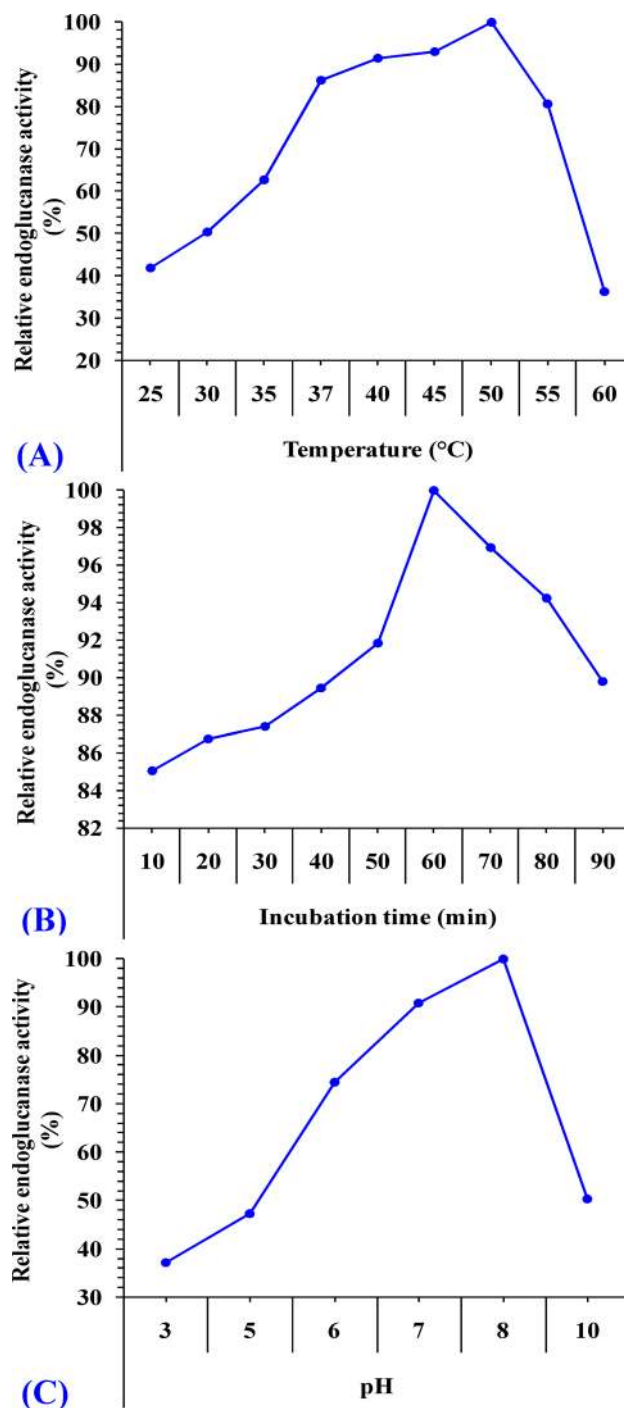 100
90
80
70
60
50
40
30
20
Relative endoglucanase activity
(%)
25 30 35 37 40 45 50 55 60
Temperature (°C)
(A)
100
98
96
94
92
90
88
86
84
82
Relative endoglucanase activity
(%)
10 20 30 40 50 60 70 80 90
Incubation time (min)
(B)
100
90
80
70
60
50
40
30
Relative endoglucanase activity
(%)
3 5 6 7 8 10
pH
(C)